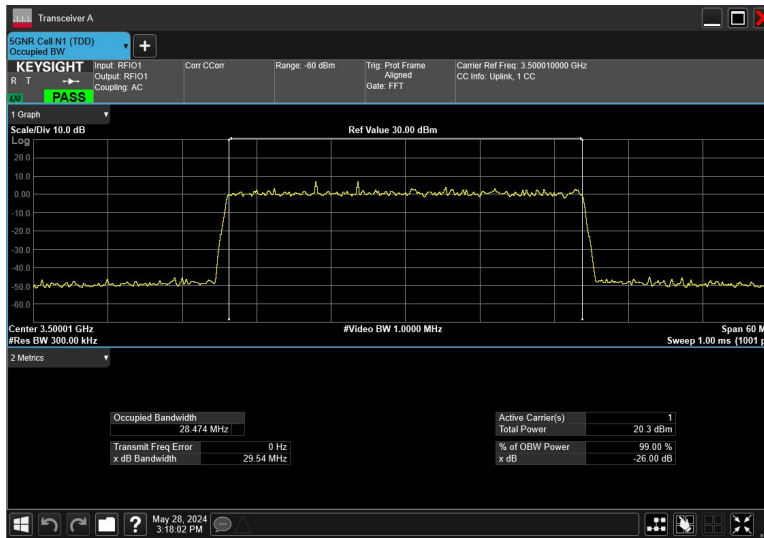 Transceiver A
5GNR Cell N1 (TDD)
Occupied BW
KEYSIGHT
R T
LXI
PASS
Input: RFIO1
Output: RFIO1
Coupling: AC
Corr CCorr
Range: -60 dBm
Trig: Prot Frame
Aligned
Gate: FFT
Carrier Ref Freq: 3.500010000 GHz
CC Info: Uplink, 1 CC
1 Graph
Scale/Div 10.0 dB
Ref Value 30.00 dBm
Log
20.0
10.0
0.00
-10.0
-20.0
-30.0
-40.0
-50.0
-60.0
Center 3.50001 GHz
#Video BW 1.0000 MHz
Span 60 M
#Res BW 300.00 kHz
Sweep 1.00 ms (1001 p
2 Metrics
Occupied Bandwidth
28.474 MHz
Transmit Freq Error 0 Hz
x dB Bandwidth 29.54 MHz
Active Carrier(s) 1
Total Power 20.3 dBm
% of OBW Power 99.00 %
x dB -26.00 dB
May 28, 2024
3:18:02 PM